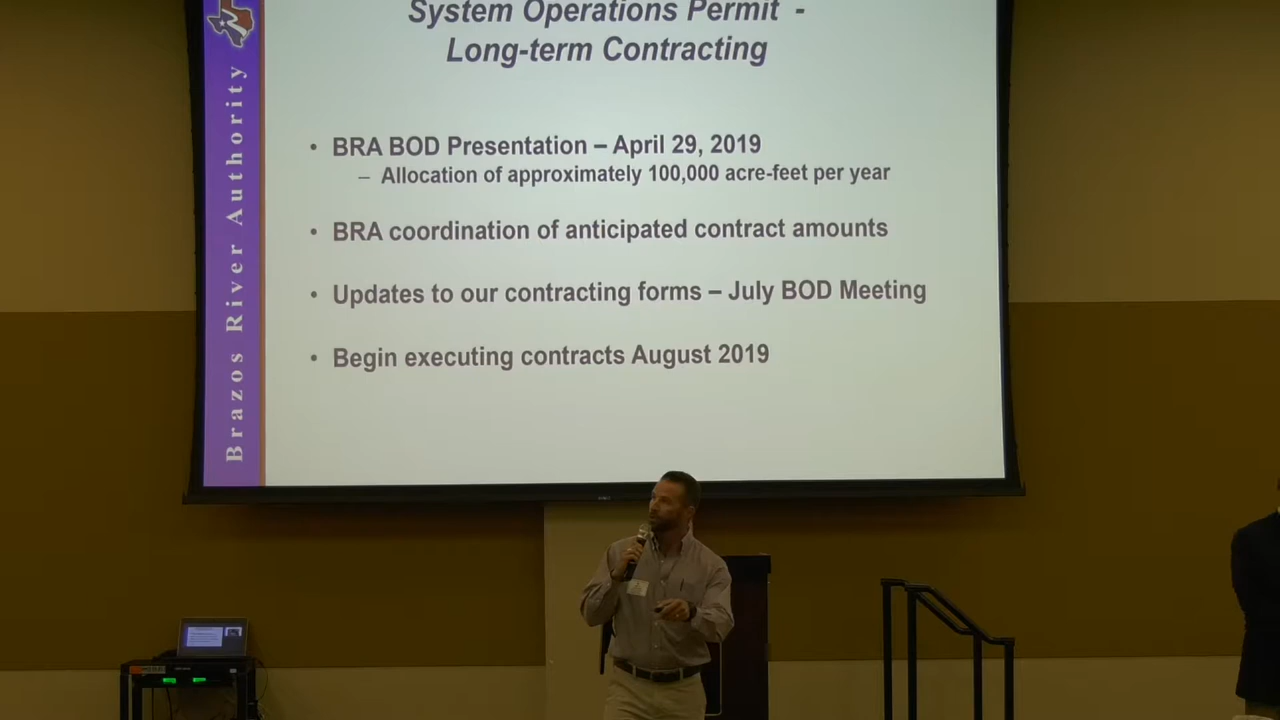 System Operations Permit -
Long-term Contracting
Brazos River Authority
• BRA BOD Presentation – April 29, 2019
– Allocation of approximately 100,000 acre-feet per year
• BRA coordination of anticipated contract amounts
• Updates to our contracting forms – July BOD Meeting
• Begin executing contracts August 2019